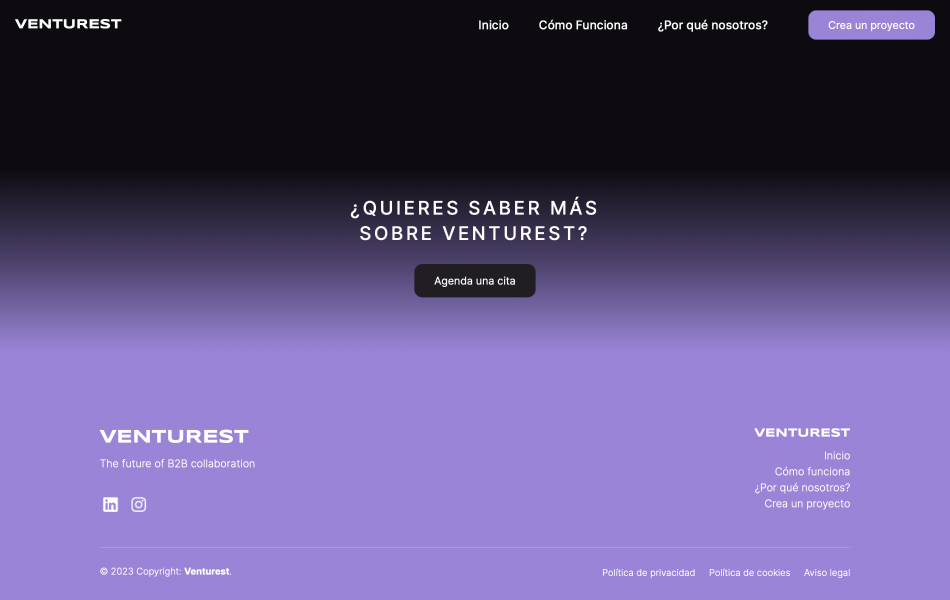 VENTUREST
Inicio
Cómo Funciona
¿Por qué nosotros?
Crea un proyecto
¿QUIERES SABER MÁS
SOBRE VENTUREST?
Agenda una cita
VENTUREST
The future of B2B collaboration
VENTUREST
Inicio
Cómo funciona
¿Por qué nosotros?
Crea un proyecto
© 2023 Copyright: Venturest.
Política de privacidad
Política de cookies
Aviso legal